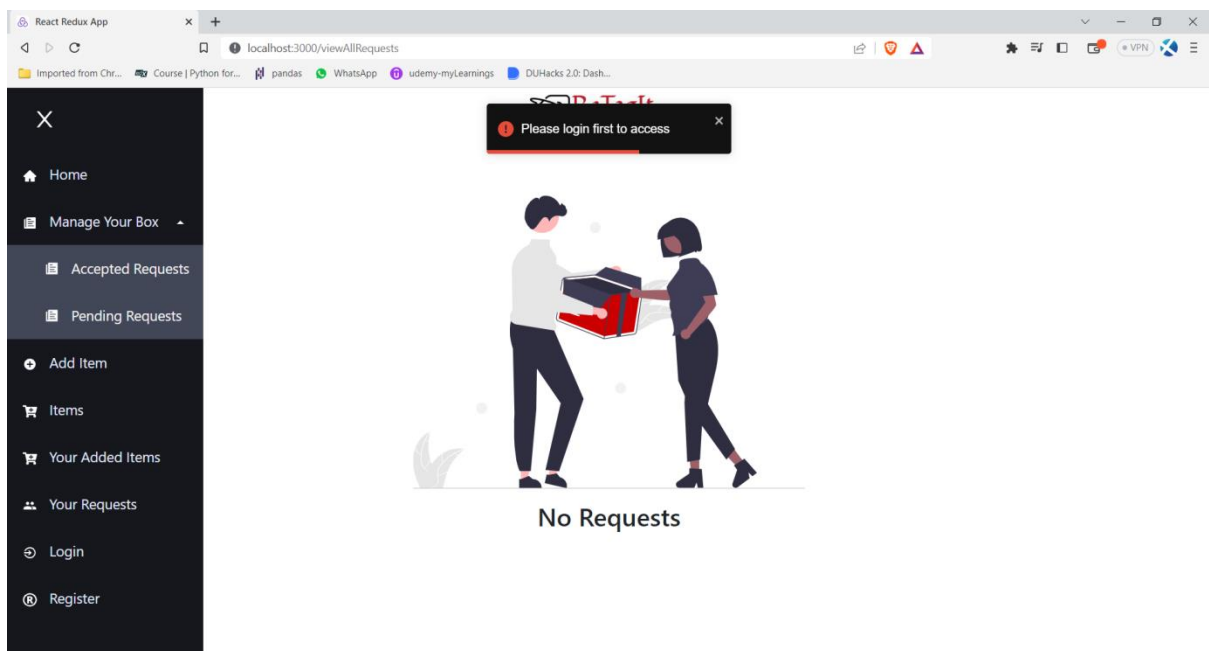 React Redux App
localhost:3000/viewAllRequests
VPN
Imported from Chr... Course | Python for... pandas WhatsApp udemy-myLearnings DUHacks 2.0: Dash...
Please login first to access
Home
Manage Your Box
Accepted Requests
Pending Requests
Add Item
Items
Your Added Items
Your Requests
Login
Register
No Requests